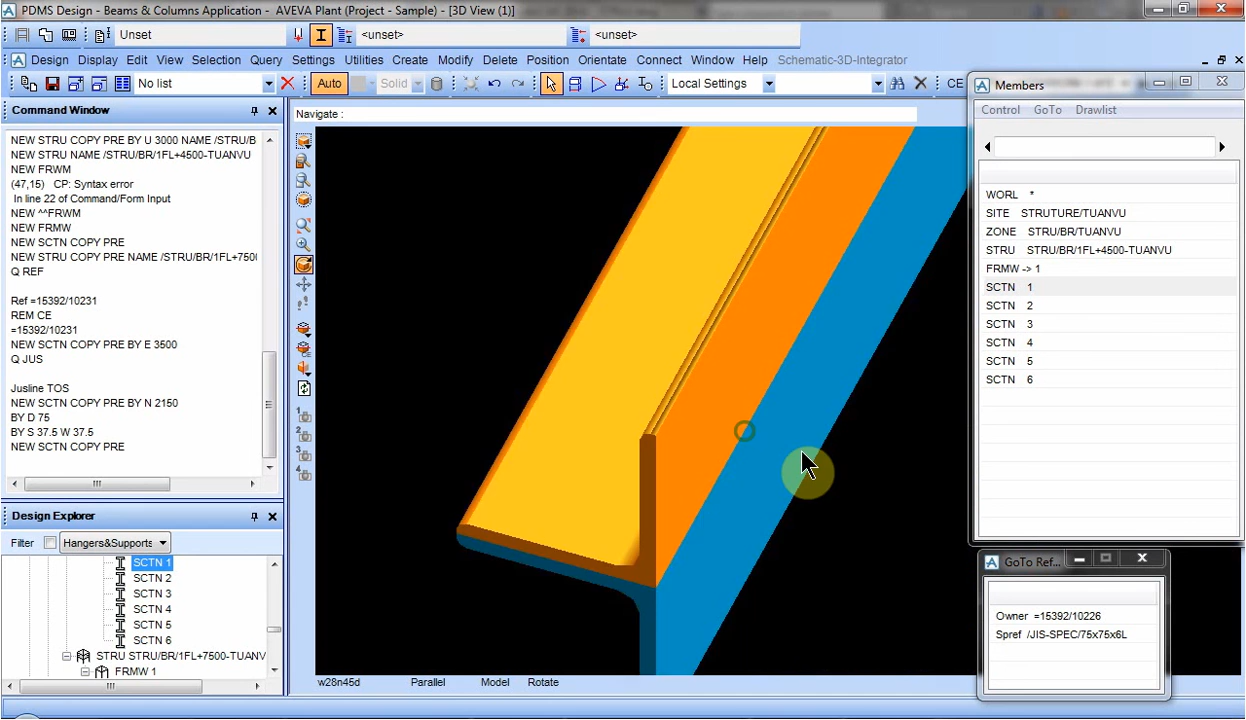 PDMS Design - Beams & Columns Application - AVEVA Plant (Project - Sample) - [3D View (1)]
Unset
<unset>
<unset>
Design Display Edit View Selection Query Settings Utilities Create Modify Delete Position Orientate Connect Window Help Schematic-3D-Integrator
No list
Auto
Solid
Local Settings
CE
Command Window
NEW STRU COPY PRE BY U 3000 NAME /STRU/B
NEW STRU NAME /STRU/BR/1FL+4500-TUANVU
NEW FRWM
(47,15) CP: Syntax error
In line 22 of Command/Form Input
NEW ^^FRWM
NEW FRMW
NEW SCTN COPY PRE
NEW STRU COPY PRE NAME /STRU/BR/1FL+750(
Q REF
Ref =15392/10231
REM CE
=15392/10231
NEW SCTN COPY PRE BY E 3500
Q JUS
Jusline TOS
NEW SCTN COPY PRE BY N 2150
BY D 75
BY S 37.5 W 37.5
NEW SCTN COPY PRE
Design Explorer
Filter
Hangers&Supports
SCTN 1
SCTN 2
SCTN 3
SCTN 4
SCTN 5
SCTN 6
STRU STRU/BR/1FL+7500-TUANV
FRMW 1
Navigate :
1
2
3
4
w28n45d
Parallel
Model
Rotate
Members
Control GoTo Drawlist
WORL *
SITE STRUTURE/TUANVU
ZONE STRU/BR/TUANVU
STRU STRU/BR/1FL+4500-TUANVU
FRMW -> 1
SCTN 1
SCTN 2
SCTN 3
SCTN 4
SCTN 5
SCTN 6
GoTo Ref...
Owner =15392/10226
Spref /JIS-SPEC/75x75x6L